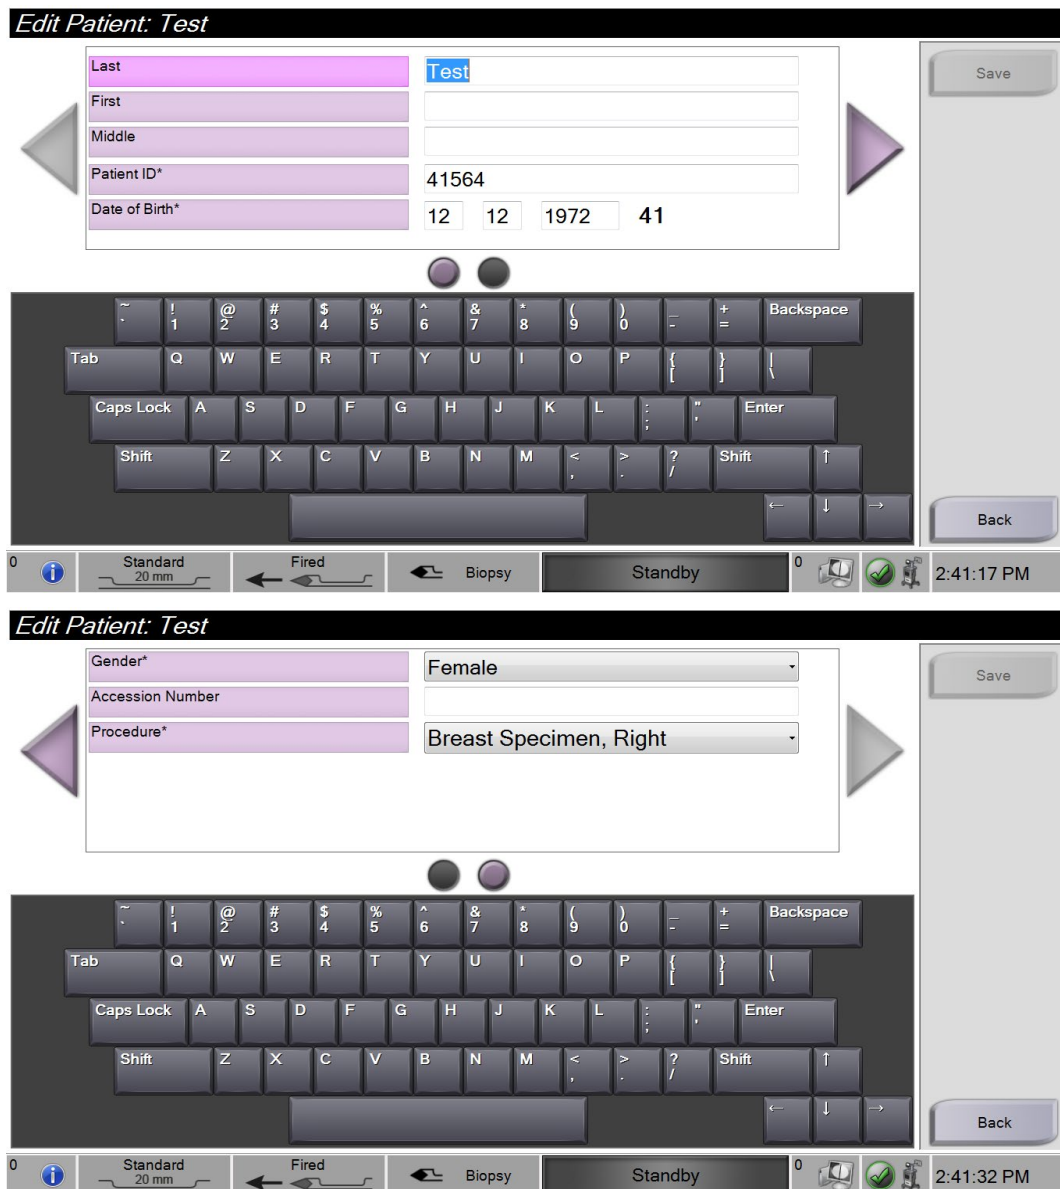 Edit Patient: Test
Last Test Save
First
Middle
Patient ID* 41564
Date of Birth* 12 12 1972 41
~ ` ! 1 @ 2 # 3 $ 4 % 5 ^ 6 & 7 * 8 ( 9 ) 0 _ - + = Backspace
Tab Q W E R T Y U I O P { [ } ] | \
Caps Lock A S D F G H J K L : ; " ' Enter
Shift Z X C V B N M < , > . ? / Shift ↑
← ↓ → Back
0 Standard 20 mm Fired Biopsy Standby 0 2:41:17 PM
Edit Patient: Test
Gender* Female Save
Accession Number
Procedure* Breast Specimen, Right
~ ` ! 1 @ 2 # 3 $ 4 % 5 ^ 6 & 7 * 8 ( 9 ) 0 _ - + = Backspace
Tab Q W E R T Y U I O P { [ } ] | \
Caps Lock A S D F G H J K L : ; " ' Enter
Shift Z X C V B N M < , > . ? / Shift ↑
← ↓ → Back
0 Standard 20 mm Fired Biopsy Standby 0 2:41:32 PM